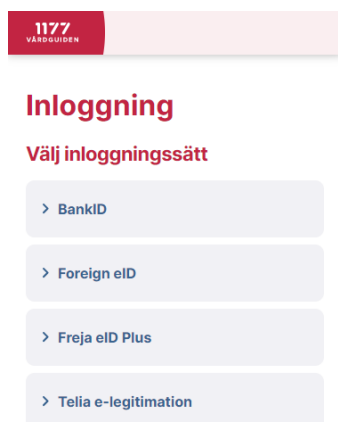 1177
VÅRDGUIDEN
Inloggning
Välj inloggningssätt
BankID
Foreign eID
Freja eID Plus
Telia e-legitimation